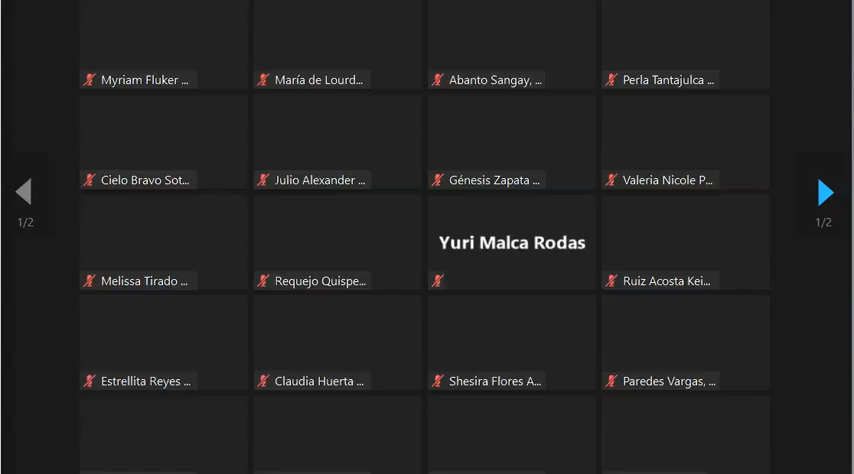 Myriam Fluker ...
María de Lourd...
Abanto Sangay, ...
Perla Tantajulca ...
Cielo Bravo Sot...
Julio Alexander ...
Génesis Zapata ...
Valeria Nicole P...
1/2
1/2
Yuri Malca Rodas
Melissa Tirado ...
Requejo Quispe...
Ruiz Acosta Kei...
Estrellita Reyes ...
Claudia Huerta ...
Shesira Flores A...
Paredes Vargas, ...